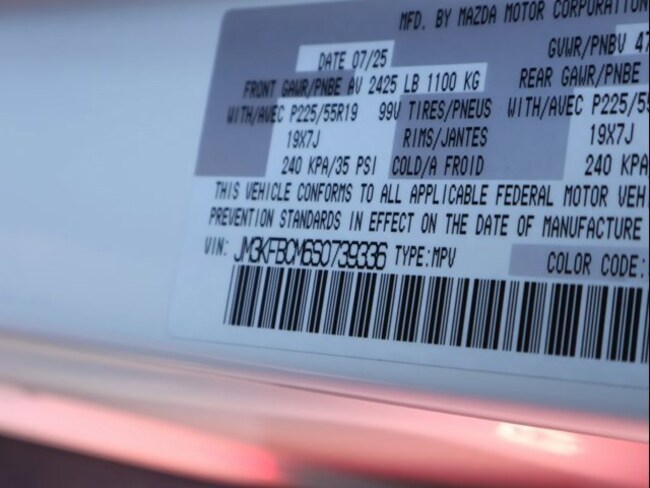 MFD. BY MAZDA MOTOR CORPORATION
DATE 07/25 GVWR/PNBV 47
FRONT GAWR/PNBE AV 2425 LB 1100 KG REAR GAWR/PNBE
WITH/AVEC P225/55R19 99V TIRES/PNEUS WITH/AVEC P225/55
19X7J RIMS/JANTES 19X7J
240 KPA/35 PSI COLD/A FROID 240 KPA
THIS VEHICLE CONFORMS TO ALL APPLICABLE FEDERAL MOTOR VEH
PREVENTION STANDARDS IN EFFECT ON THE DATE OF MANUFACTURE
VIN: JM3KFBCM6S0739336 TYPE:MPV COLOR CODE: